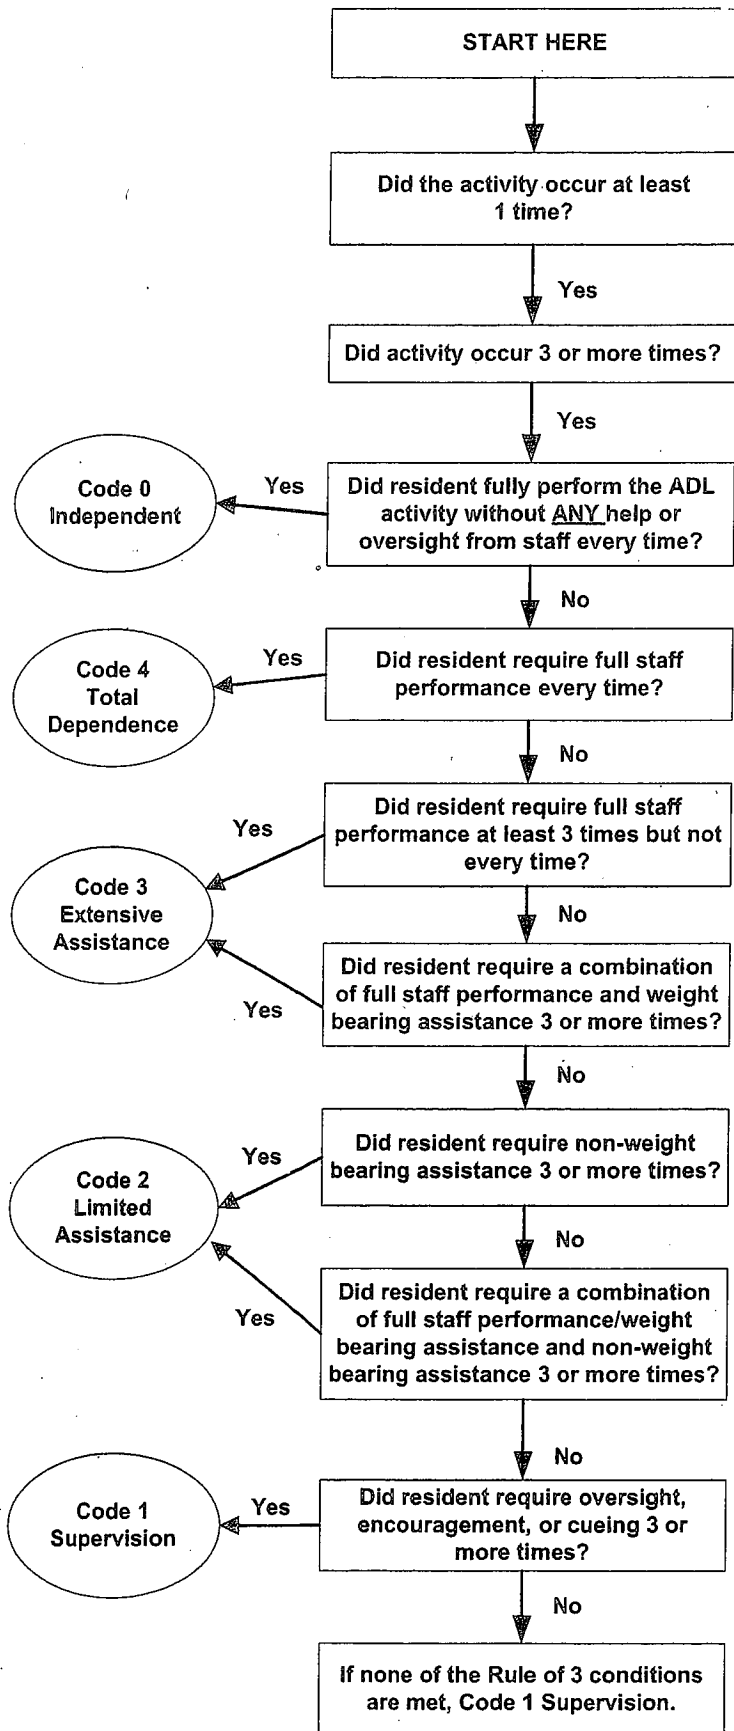 START HERE
Did the activity occur at least
1 time?
Yes
Did activity occur 3 or more times?
Yes
Code 0
Independent
Yes
Did resident fully perform the ADL
activity without ANY help or
oversight from staff every time?
No
Code 4
Total
Dependence
Yes
Did resident require full staff
performance every time?
No
Did resident require full staff
performance at least 3 times but not
every time?
Yes
Code 3
Extensive
Assistance
No
Did resident require a combination
of full staff performance and weight
bearing assistance 3 or more times?
Yes
No
Did resident require non-weight
bearing assistance 3 or more times?
Yes
Code 2
Limited
Assistance
No
Did resident require a combination
of full staff performance/weight
bearing assistance and non-weight
bearing assistance 3 or more times?
Yes
No
Code 1
Supervision
Yes
Did resident require oversight,
encouragement, or cueing 3 or
more times?
No
If none of the Rule of 3 conditions
are met, Code 1 Supervision.